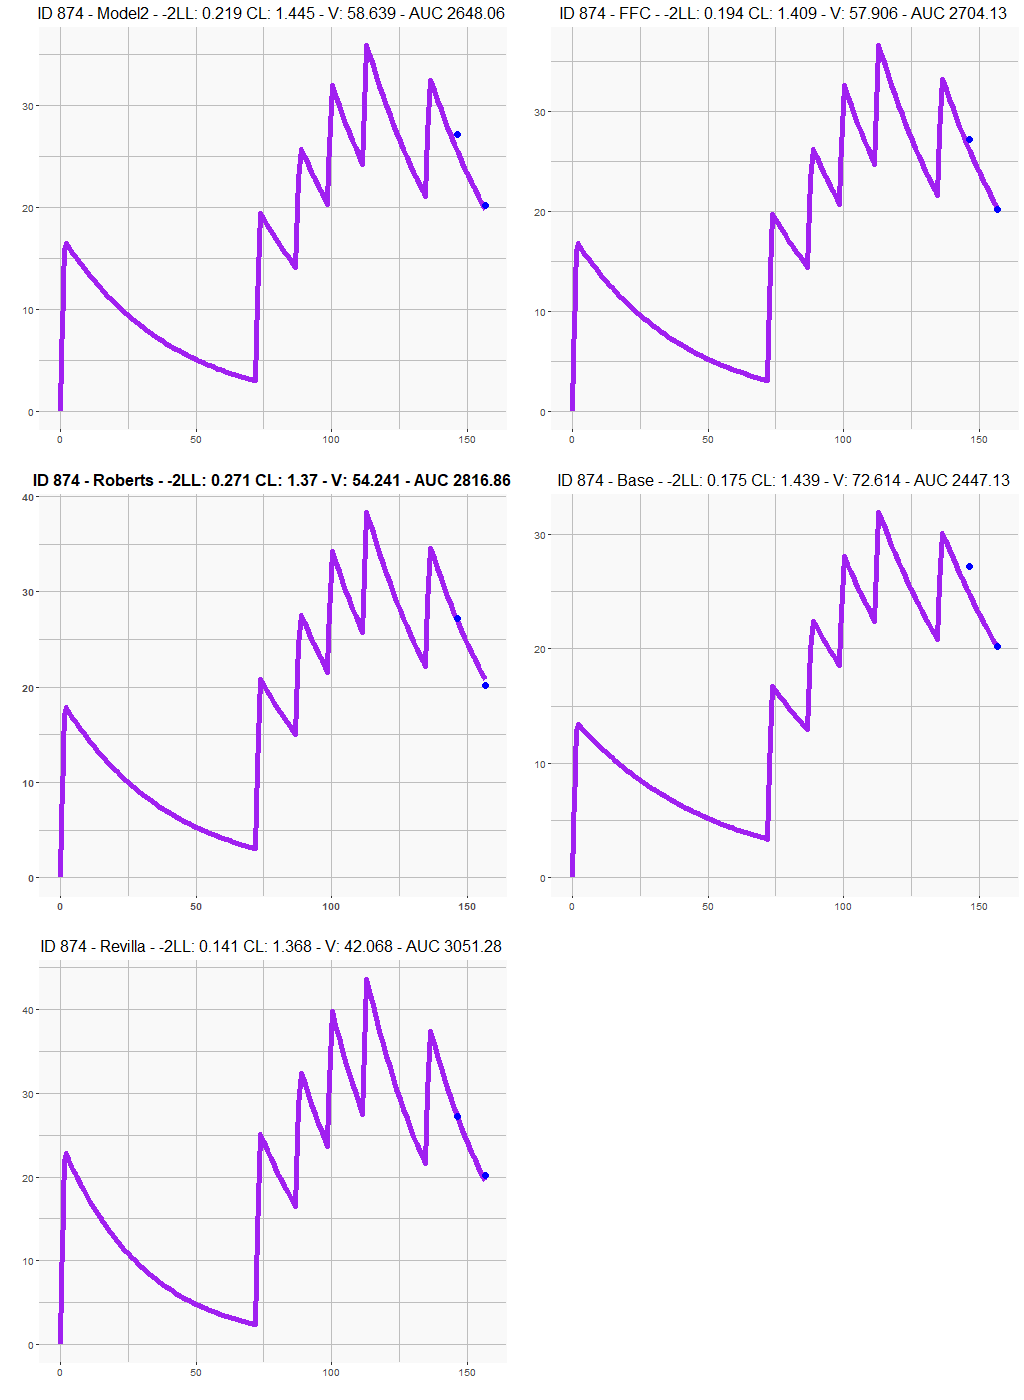 ID 874 - Model2 - -2LL: 0.219 CL: 1.445 - V: 58.639 - AUC 2648.06
30
20
10
0
0 50 100 150
ID 874 - FFC - -2LL: 0.194 CL: 1.409 - V: 57.906 - AUC 2704.13
30
20
10
0
0 50 100 150
ID 874 - Roberts - -2LL: 0.271 CL: 1.37 - V: 54.241 - AUC 2816.86
40
30
20
10
0
0 50 100 150
ID 874 - Base - -2LL: 0.175 CL: 1.439 - V: 72.614 - AUC 2447.13
30
20
10
0
0 50 100 150
ID 874 - Revilla - -2LL: 0.141 CL: 1.368 - V: 42.068 - AUC 3051.28
40
30
20
10
0
0 50 100 150